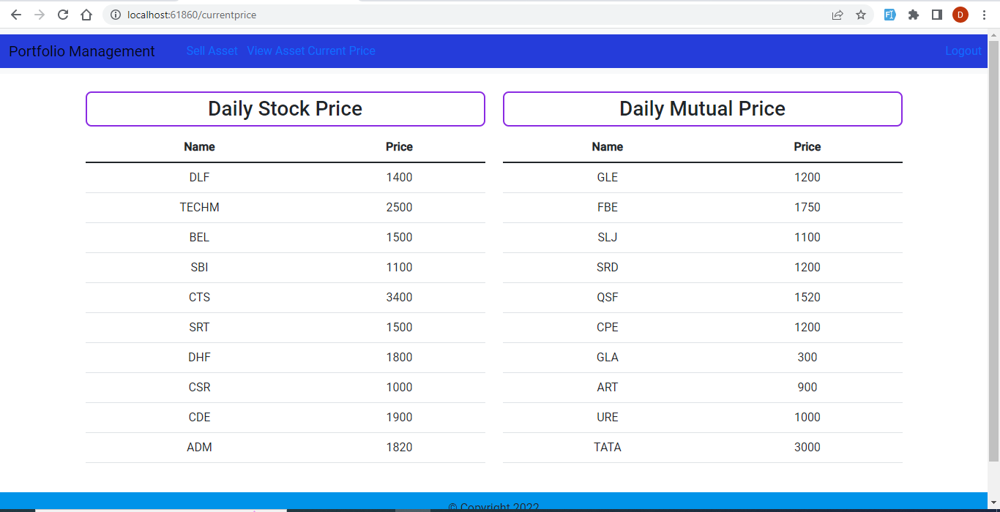 localhost:61860/currentprice
D
Portfolio Management Sell Asset View Asset Current Price Logout
Daily Stock Price
Name Price
DLF 1400
TECHM 2500
BEL 1500
SBI 1100
CTS 3400
SRT 1500
DHF 1800
CSR 1000
CDE 1900
ADM 1820
Daily Mutual Price
Name Price
GLE 1200
FBE 1750
SLJ 1100
SRD 1200
QSF 1520
CPE 1200
GLA 300
ART 900
URE 1000
TATA 3000
© Copyright 2022